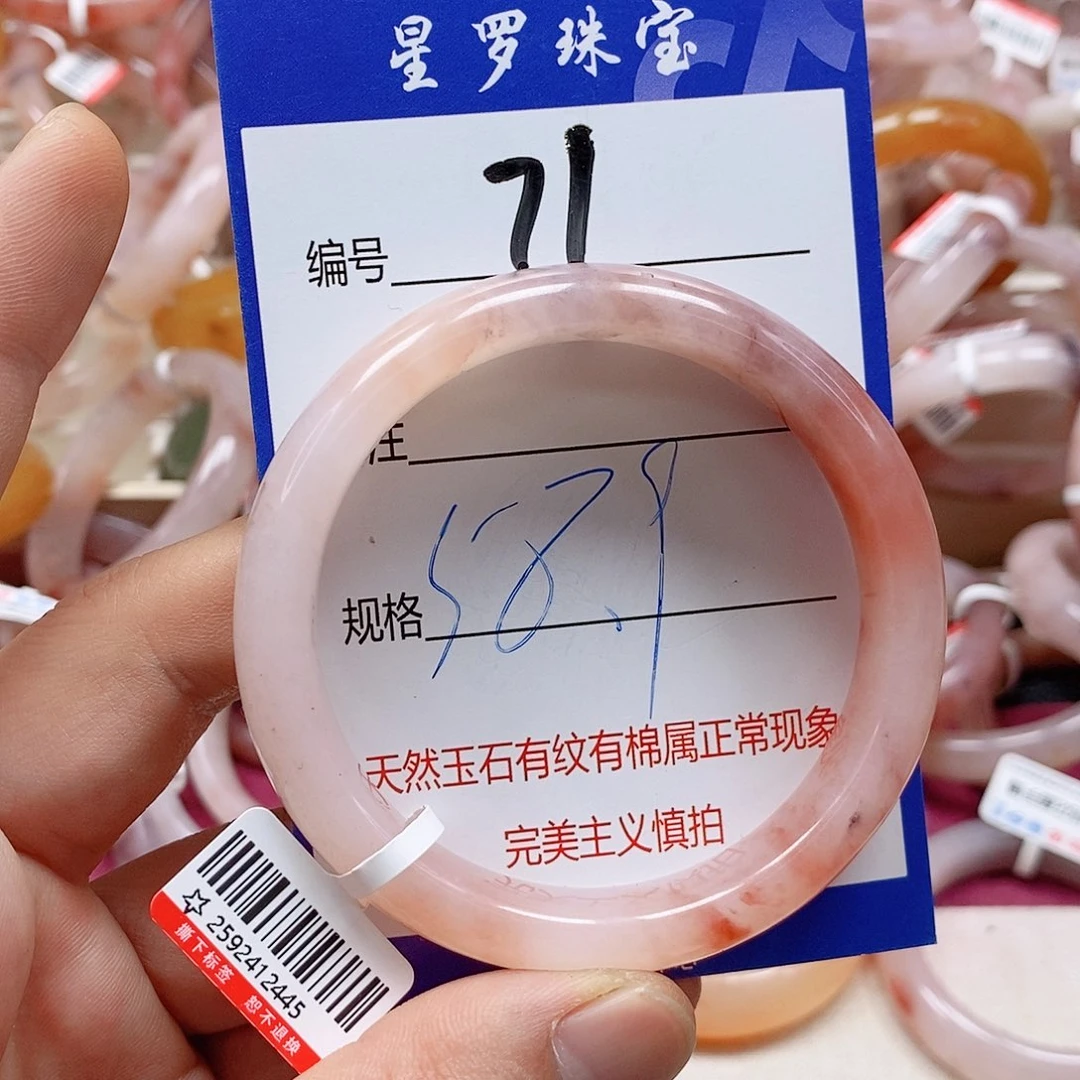 星罗珠宝
编号 71
注
规格 58.9
天然玉石有纹有棉属正常现象
完美主义慎拍
☆2592412445
撕下标签 恕不退换